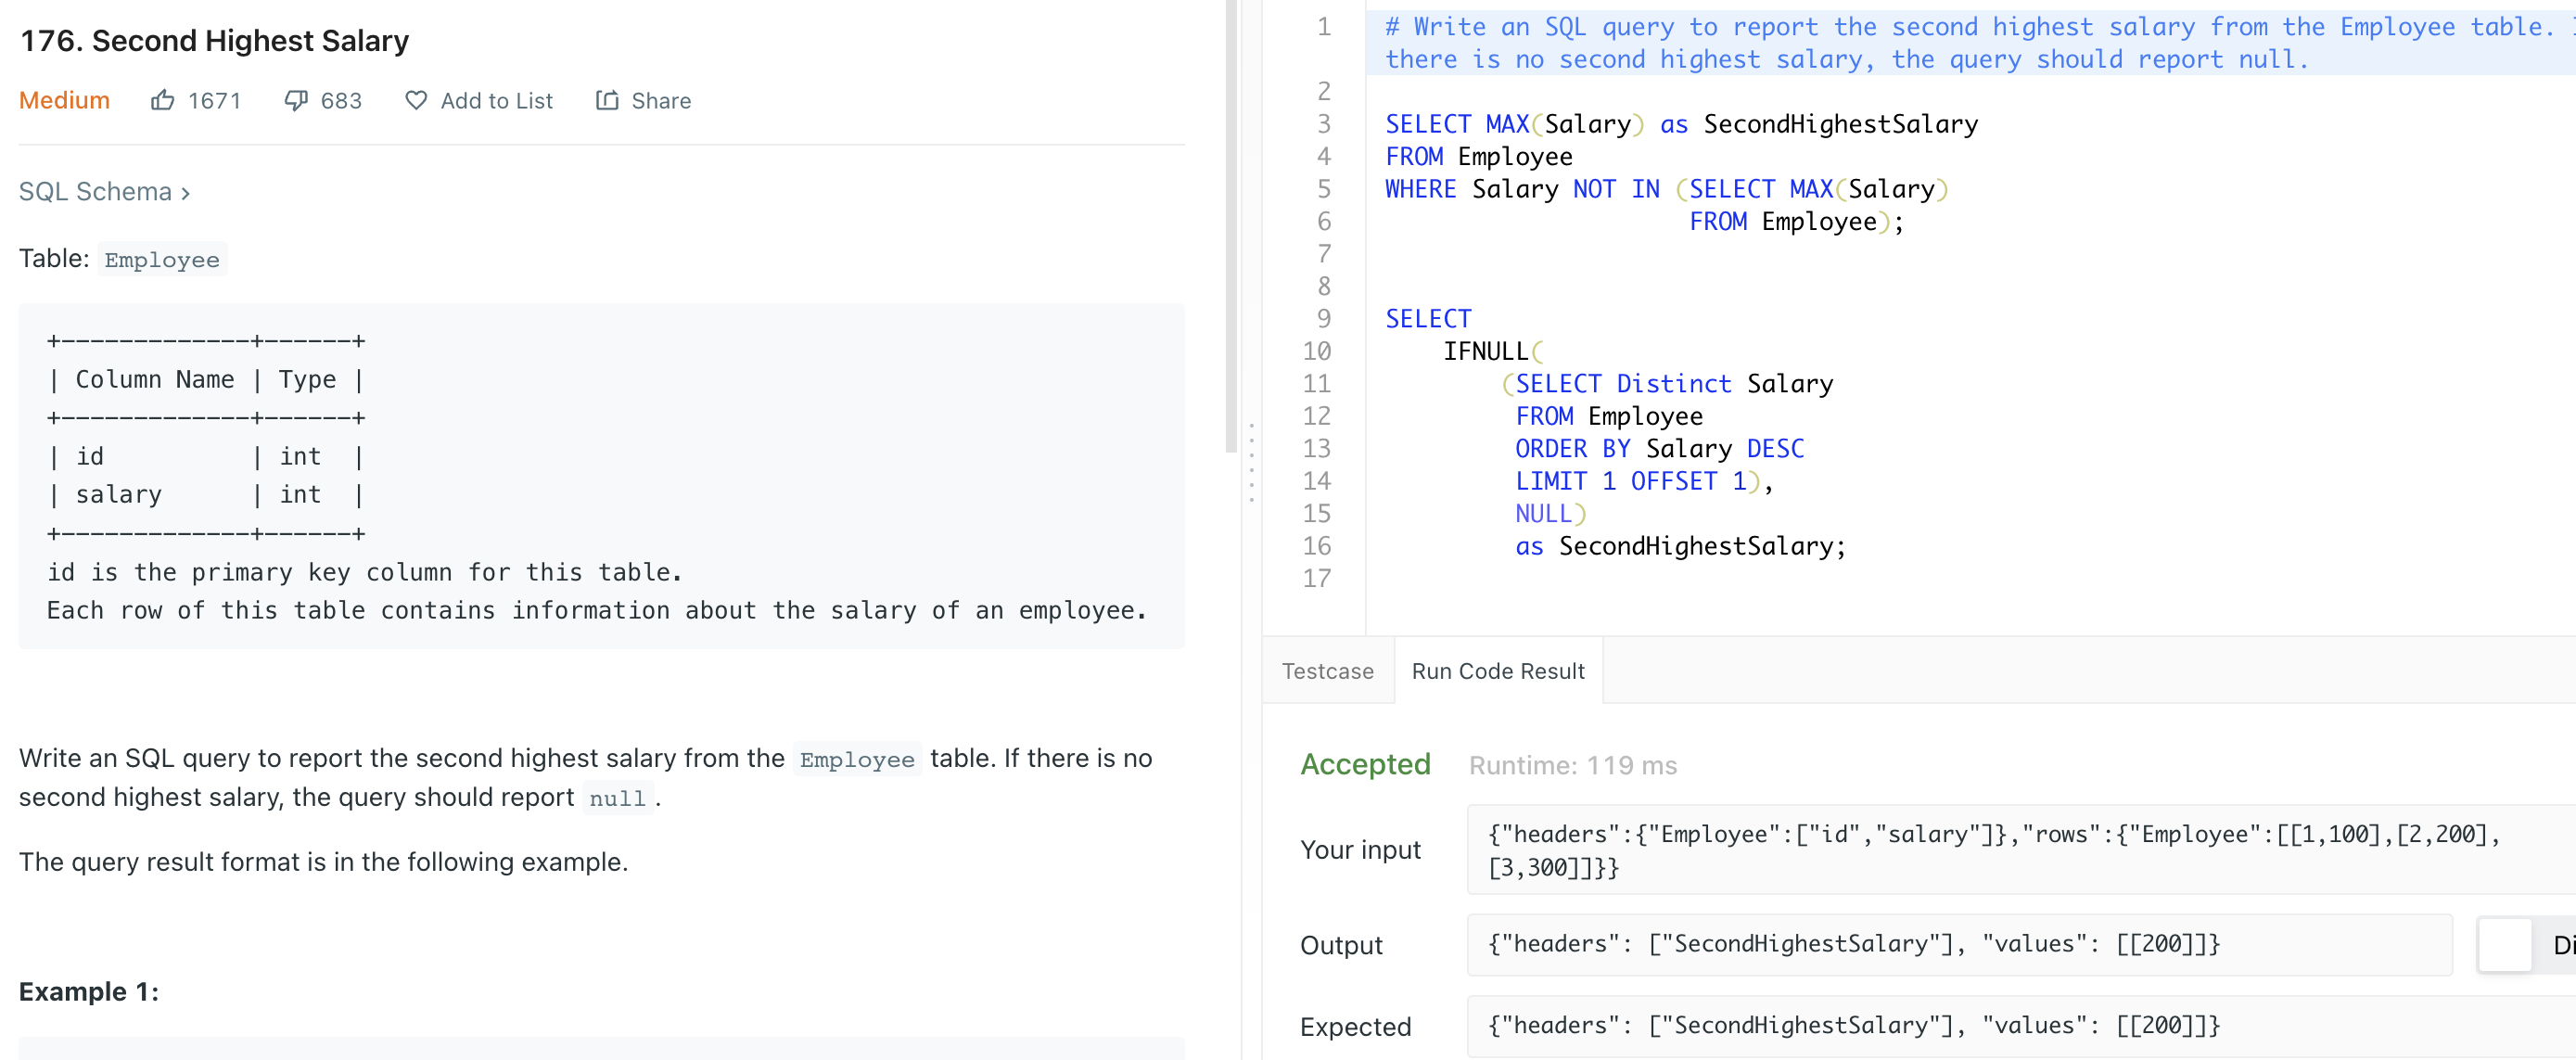 176. Second Highest Salary
Medium 1671 683 Add to List Share
SQL Schema >
Table: Employee
+-------------+------+
| Column Name | Type |
+-------------+------+
| id          | int  |
| salary      | int  |
+-------------+------+
id is the primary key column for this table.
Each row of this table contains information about the salary of an employee.
Write an SQL query to report the second highest salary from the Employee table. If there is no
second highest salary, the query should report null.
The query result format is in the following example.
Example 1:
1 # Write an SQL query to report the second highest salary from the Employee table.
there is no second highest salary, the query should report null.
2
3 SELECT MAX(Salary) as SecondHighestSalary
4 FROM Employee
5 WHERE Salary NOT IN (SELECT MAX(Salary)
6                      FROM Employee);
7
8
9 SELECT
10     IFNULL(
11         (SELECT Distinct Salary
12          FROM Employee
13          ORDER BY Salary DESC
14          LIMIT 1 OFFSET 1),
15          NULL)
16          as SecondHighestSalary;
17
Testcase Run Code Result
Accepted Runtime: 119 ms
Your input
{"headers":{"Employee":["id","salary"]},"rows":{"Employee":[[1,100],[2,200],
[3,300]]}}
Output {"headers": ["SecondHighestSalary"], "values": [[200]]}
Expected {"headers": ["SecondHighestSalary"], "values": [[200]]}